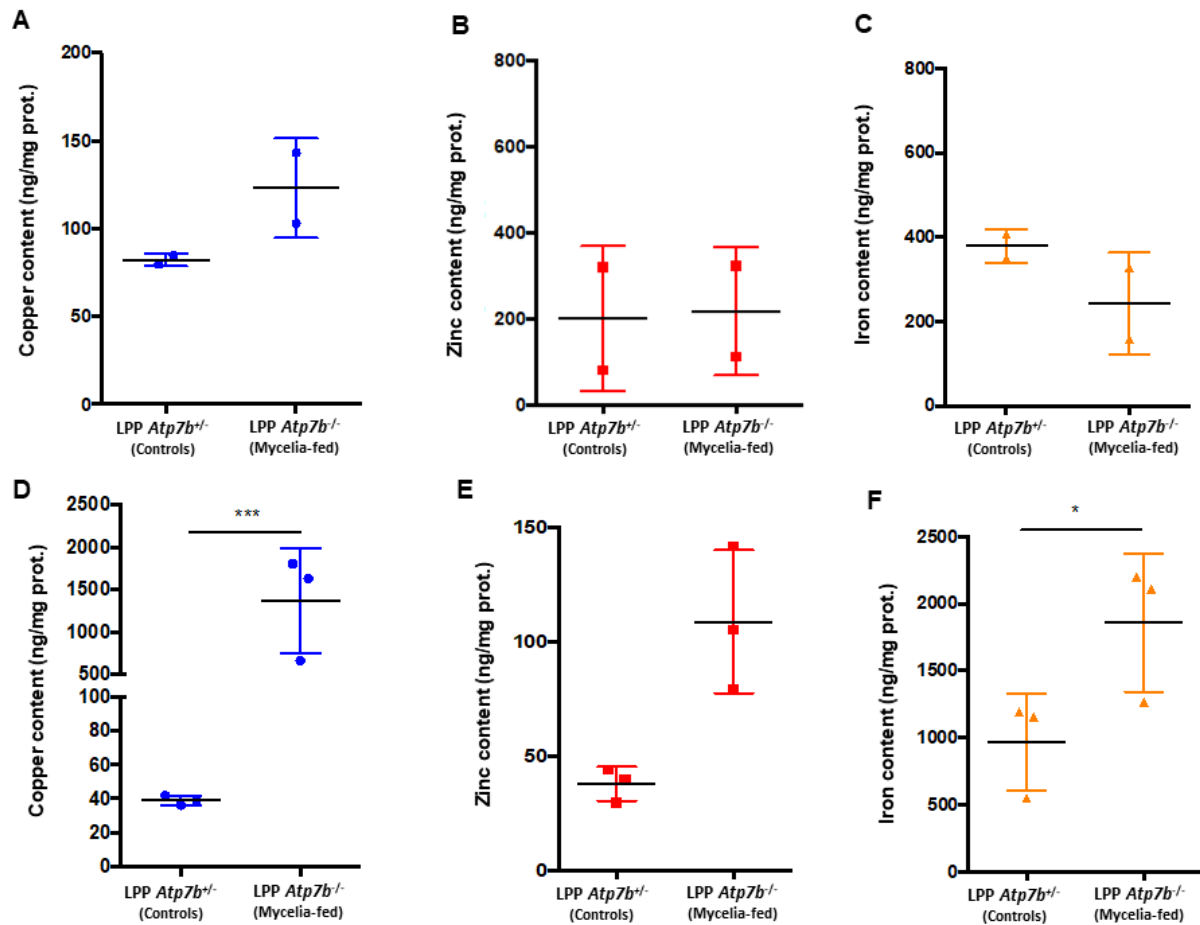 A
Copper content (ng/mg prot.)
200
150
100
50
0
LPP Atp7b+/-
(Controls)
LPP Atp7b-/-
(Mycelia-fed)
B
Zinc content (ng/mg prot.)
800
600
400
200
0
LPP Atp7b+/-
(Controls)
LPP Atp7b-/-
(Mycelia-fed)
C
Iron content (ng/mg prot.)
800
600
400
200
0
LPP Atp7b+/-
(Controls)
LPP Atp7b-/-
(Mycelia-fed)
D
Copper content (ng/mg prot.)
2500
2000
1500
1000
500
100
80
60
40
20
0
***
LPP Atp7b+/-
(Controls)
LPP Atp7b-/-
(Mycelia-fed)
E
Zinc content (ng/mg prot.)
150
100
50
0
LPP Atp7b+/-
(Controls)
LPP Atp7b-/-
(Mycelia-fed)
F
Iron content (ng/mg prot.)
2500
2000
1500
1000
500
0
*
LPP Atp7b+/-
(Controls)
LPP Atp7b-/-
(Mycelia-fed)